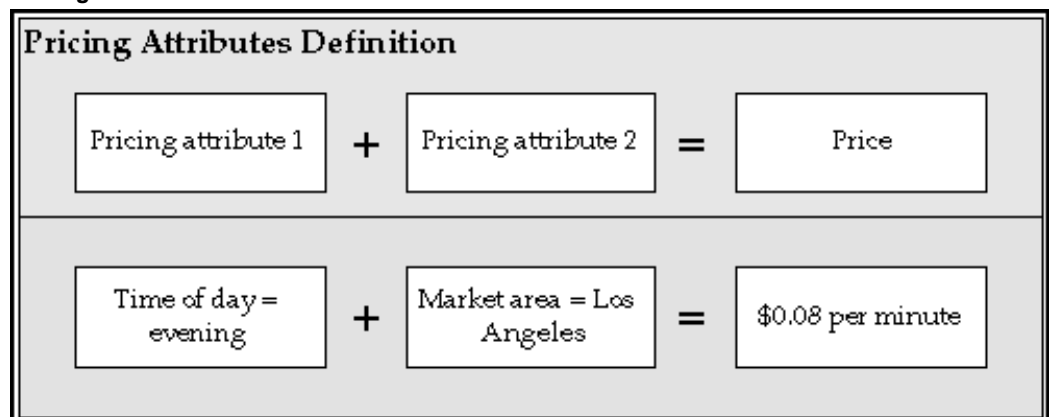 Pricing Attributes Definition
Pricing attribute 1 + Pricing attribute 2 = Price
Time of day = evening + Market area = Los Angeles = $0.08 per minute